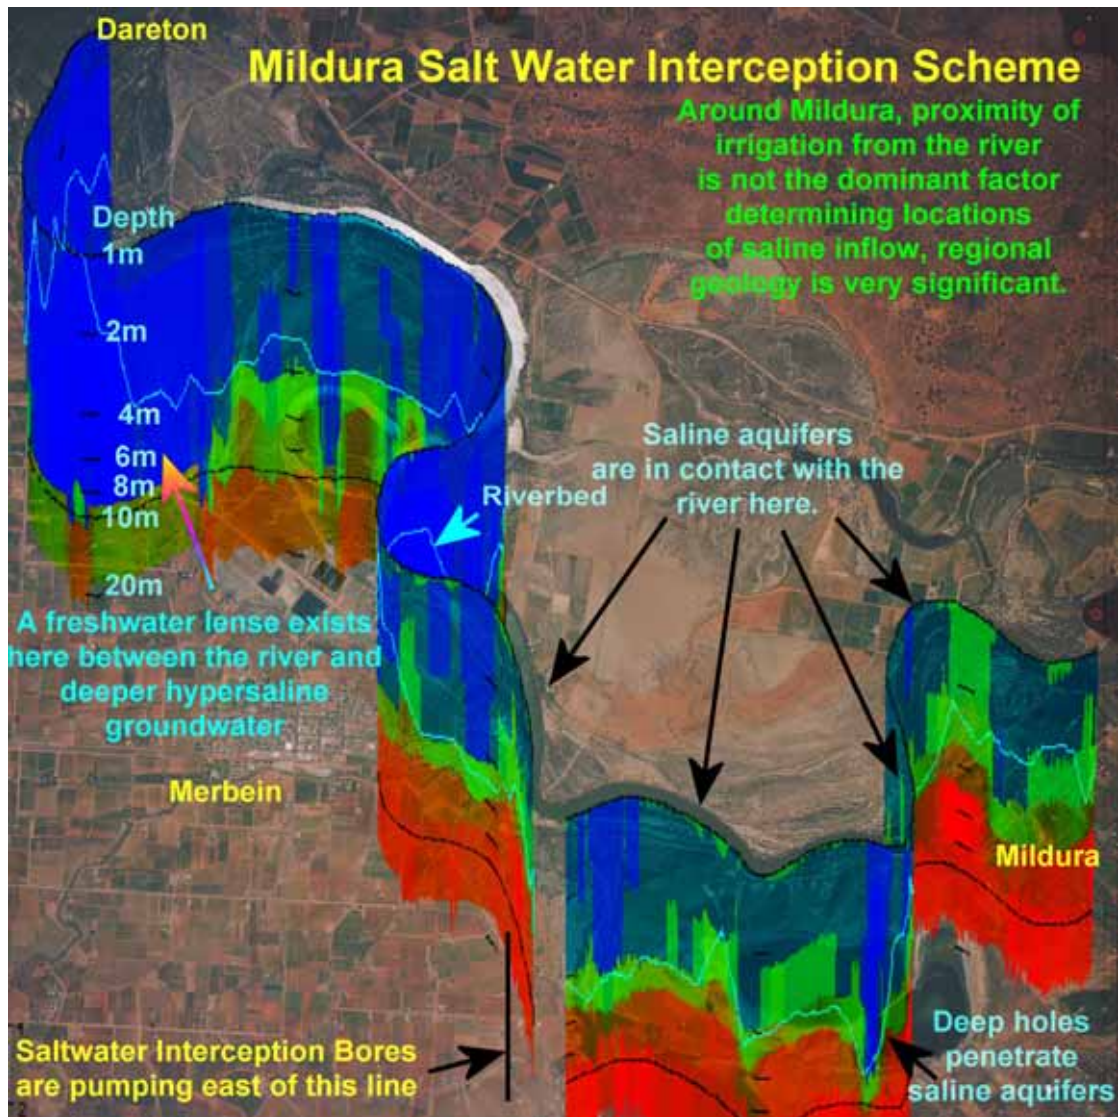 Dareton
Mildura Salt Water Interception Scheme
Around Mildura, proximity of
irrigation from the river
is not the dominant factor
determining locations
of saline inflow, regional
geology is very significant.
Depth
1m
2m
4m
6m
8m
10m
20m
Saline aquifers
are in contact with the
river here.
Riverbed
A freshwater lense exists
here between the river and
deeper hypersaline
groundwater
Merbein
Mildura
Saltwater Interception Bores
are pumping east of this line
Deep holes
penetrate
saline aquifers